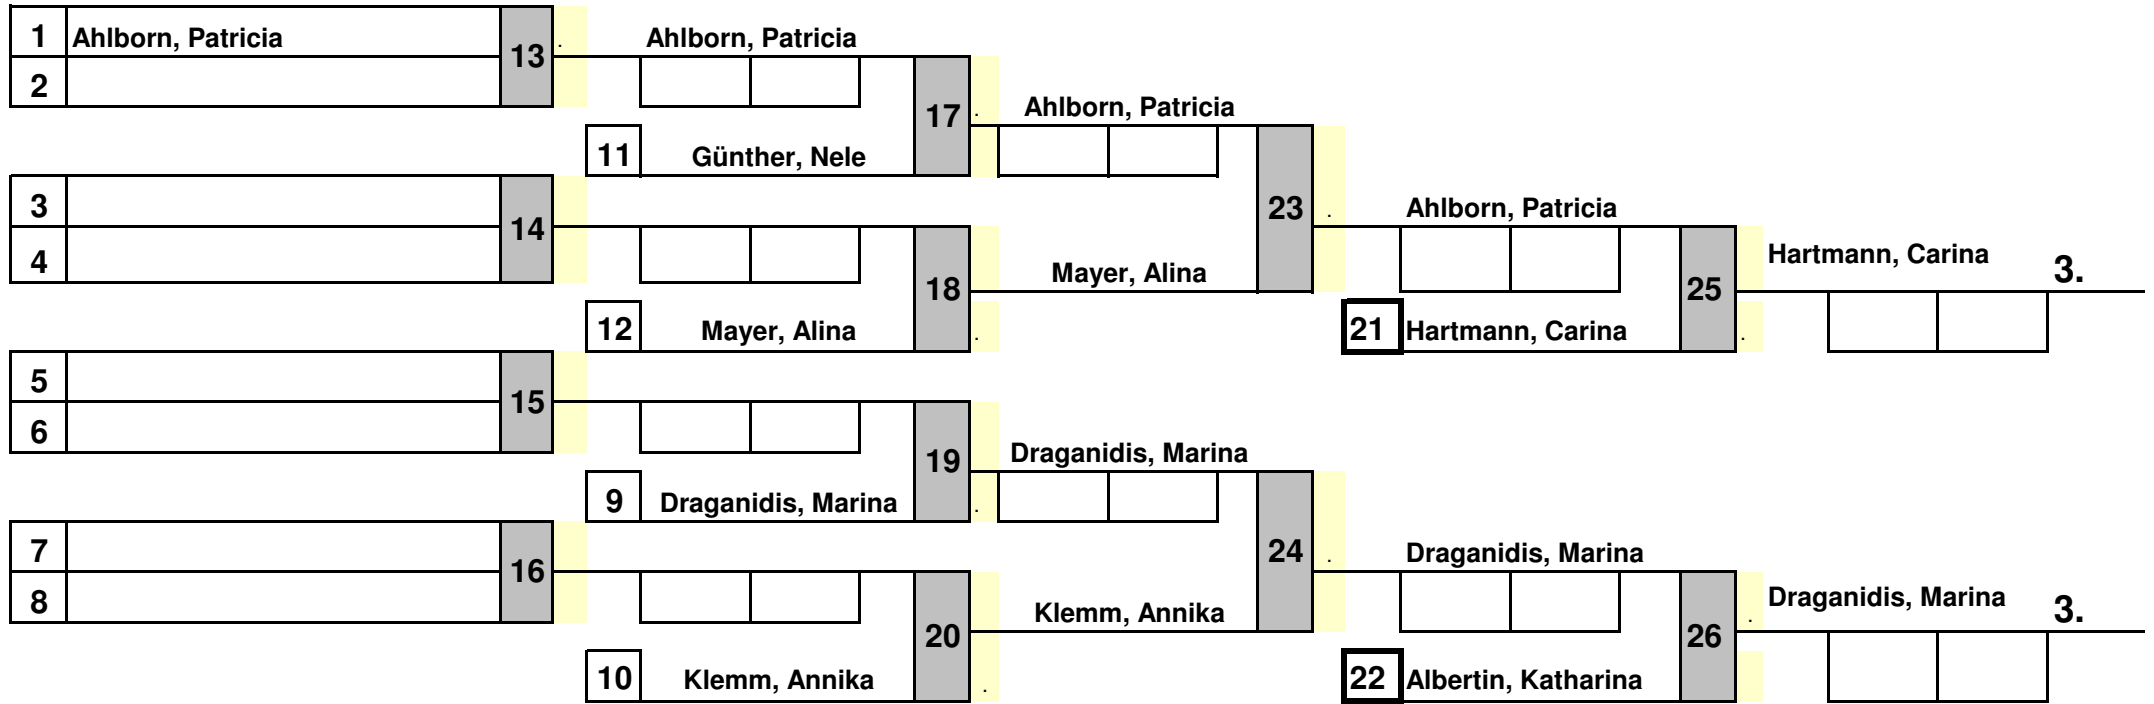 1 Ahlborn, Patricia 13 . Ahlborn, Patricia
2
17 . Ahlborn, Patricia
11 Günther, Nele
3
14
4
23 . Ahlborn, Patricia
18 Mayer, Alina
12 Mayer, Alina .
25 Hartmann, Carina 3.
21 Hartmann, Carina .
5
15
6
19 Draganidis, Marina
9 Draganidis, Marina .
7
16
8
24 . Draganidis, Marina
20 Klemm, Annika
10 Klemm, Annika .
26 . Draganidis, Marina 3.
22 Albertin, Katharina